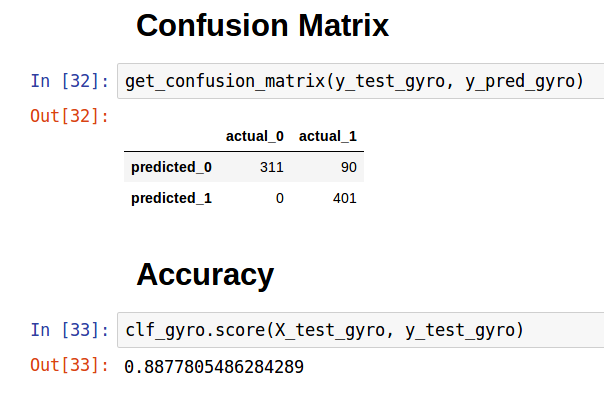 Confusion Matrix
In [32]: get_confusion_matrix(y_test_gyro, y_pred_gyro)
Out[32]:
actual_0 actual_1
predicted_0 311 90
predicted_1 0 401
Accuracy
In [33]: clf_gyro.score(X_test_gyro, y_test_gyro)
Out[33]: 0.8877805486284289